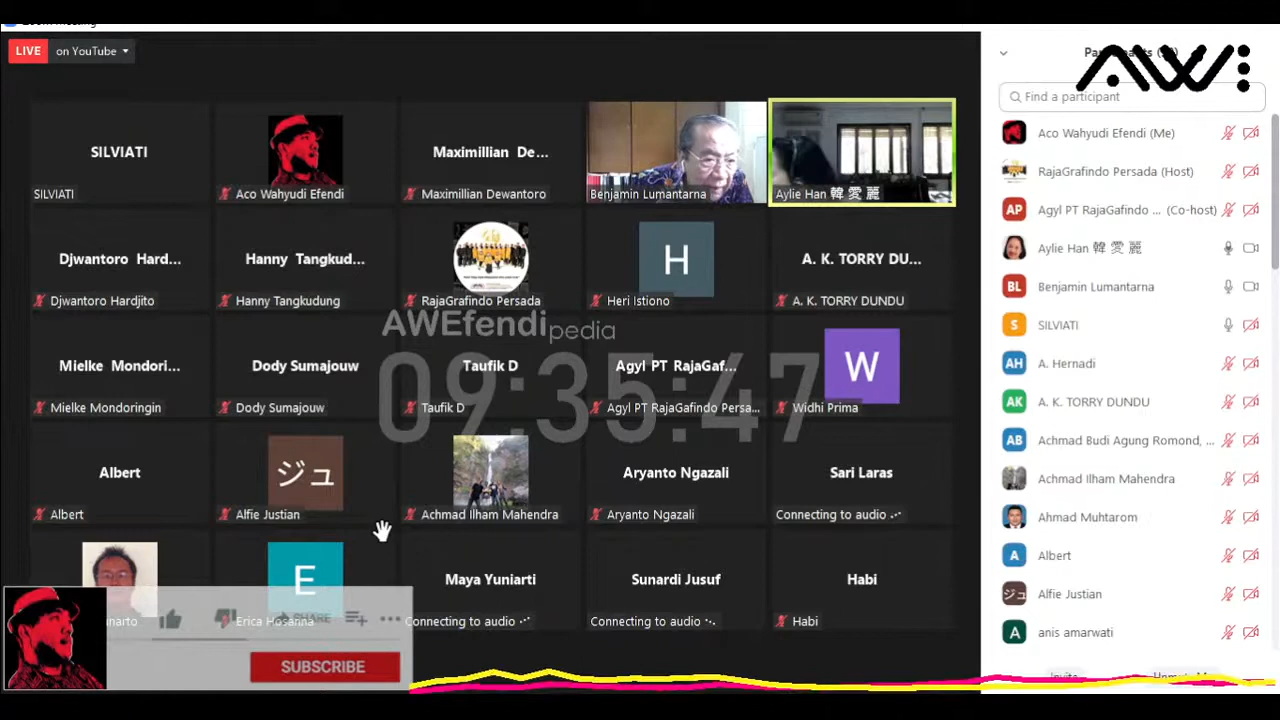 LIVE on YouTube
AWi
Find a participant
SILVIATI
Maximillian De...
SILVIATI
Aco Wahyudi Efendi
Maximillian Dewantoro
Benjamin Lumantarna
Aylie Han 韓 愛 麗
Djwantoro Hard...
Hanny Tangkud...
H
A. K. TORRY DU...
Djwantoro Hardjito
Hanny Tangkudung
RajaGrafindo Persada
Heri Istiono
A. K. TORRY DUNDU
AWEfendipedia
09:35:47
Mielke Mondori...
Dody Sumajouw
Taufik D
Agyl PT RajaGaf...
W
Mielke Mondoringin
Dody Sumajouw
Taufik D
Agyl PT RajaGafindo Persa...
Widhi Prima
Albert
ジュ
Aryanto Ngazali
Sari Laras
Albert
Alfie Justian
Achmad Ilham Mahendra
Aryanto Ngazali
Connecting to audio
E
Maya Yuniarti
Sunardi Jusuf
Habi
Erica Hosanna
Connecting to audio
Connecting to audio
Habi
SHARE
SUBSCRIBE
Aco Wahyudi Efendi (Me)
RajaGrafindo Persada (Host)
AP Agyl PT RajaGafindo ... (Co-host)
Aylie Han 韓 愛 麗
BL Benjamin Lumantarna
S SILVIATI
AH A. Hernadi
AK A. K. TORRY DUNDU
AB Achmad Budi Agung Romond, ...
Achmad Ilham Mahendra
Ahmad Muhtarom
A Albert
ジュ Alfie Justian
A anis amarwati